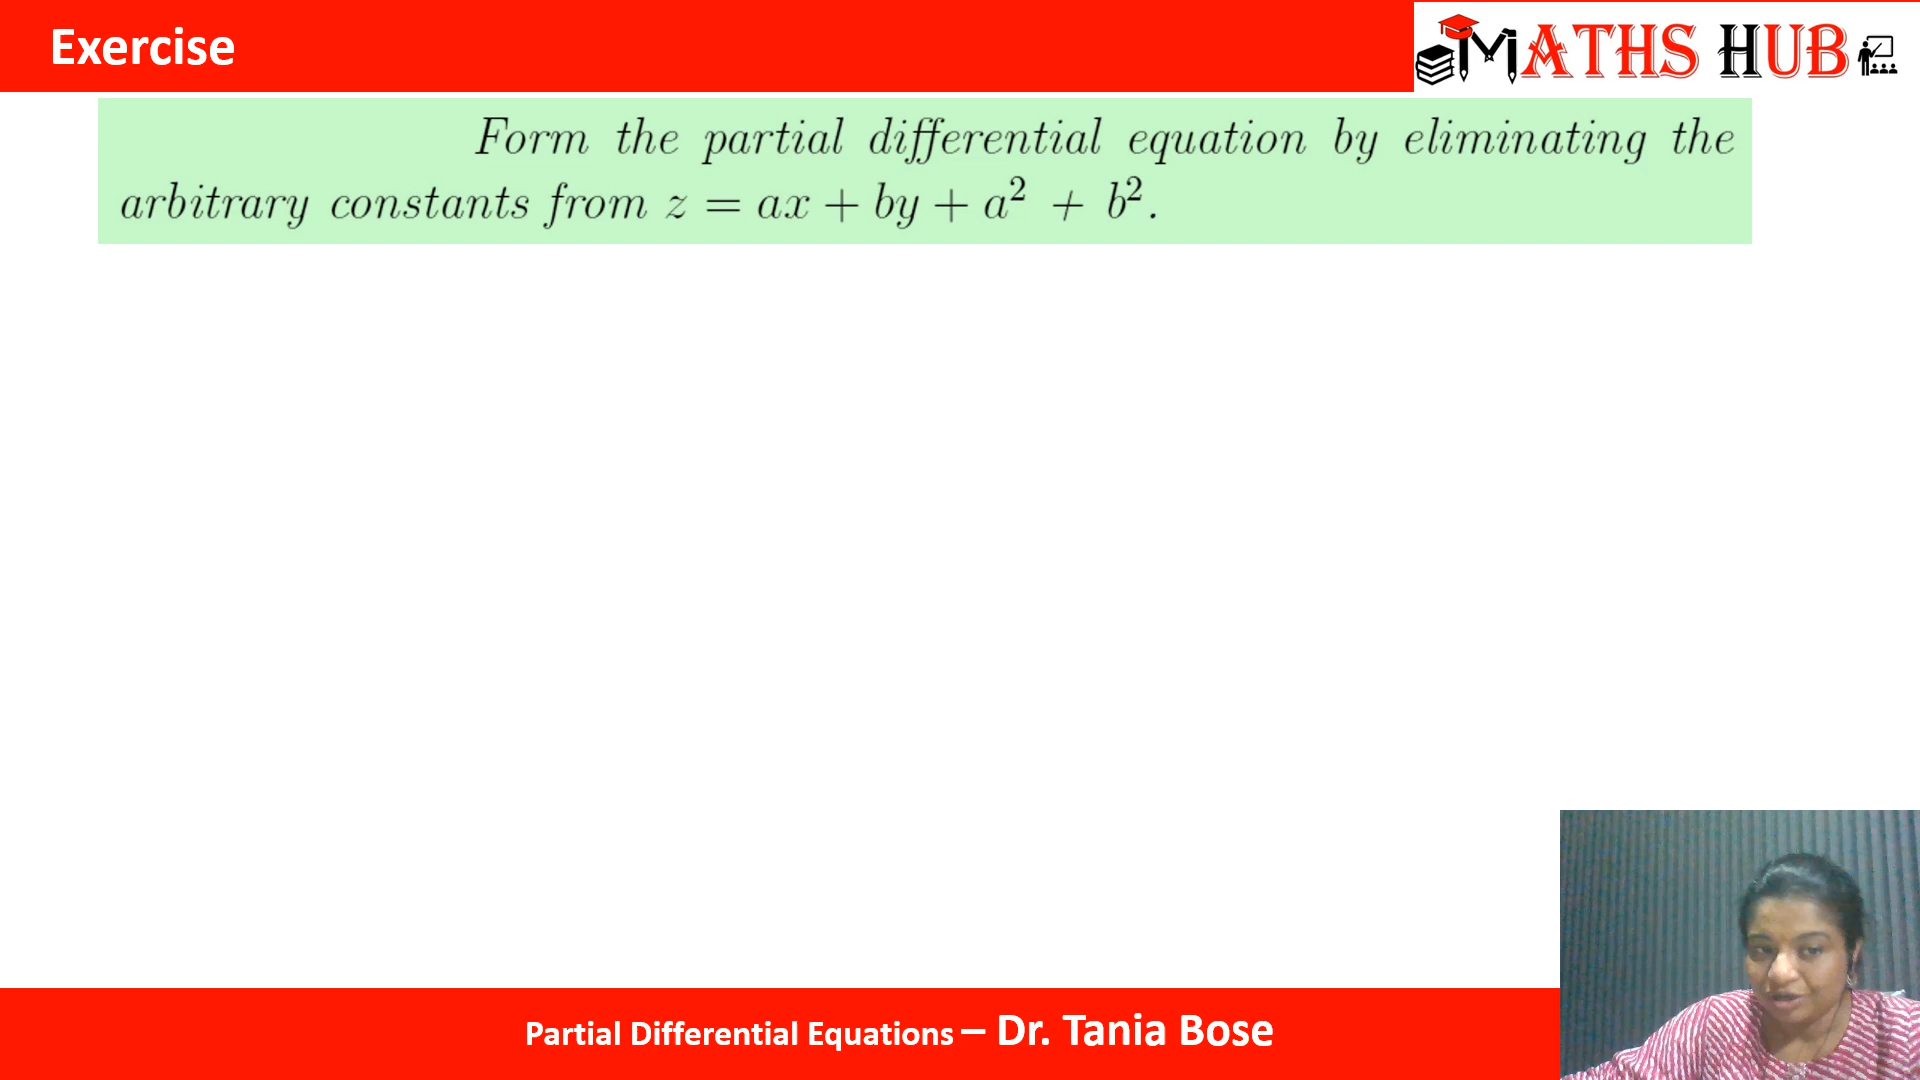 Exercise
MATHS HUB
Form the partial differential equation by eliminating the
arbitrary constants from z = ax + by + a² + b².
Partial Differential Equations – Dr. Tania Bose